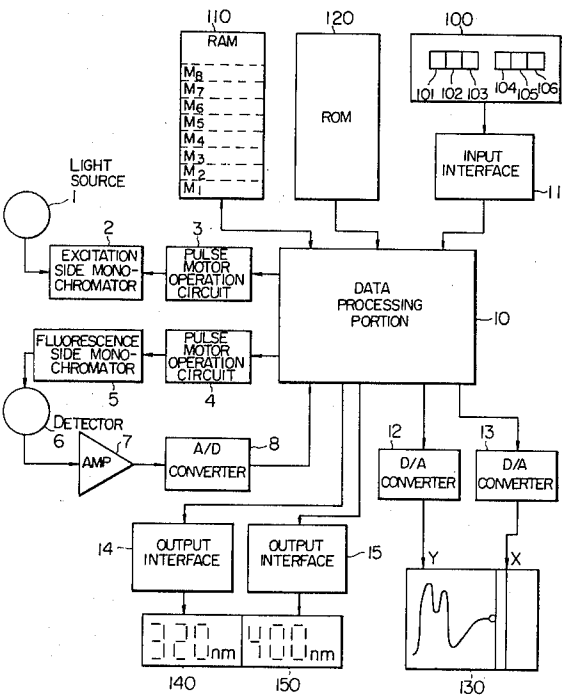 110
120
100
RAM
M8
M7
M6
M5
M4
M3
M2
M1
ROM
101 102 103 104 105 106
INPUT
INTERFACE
11
LIGHT
SOURCE
1
2
EXCITATION
SIDE MONO-
CHROMATOR
3
PULSE
MOTOR
OPERATION
CIRCUIT
DATA
PROCESSING
PORTION
10
FLUORESCENCE
SIDE MONO-
CHROMATOR
5
PULSE
MOTOR
OPERATION
CIRCUIT
4
DETECTOR
6
7
AMP
8
A/D
CONVERTER
12
D/A
CONVERTER
13
D/A
CONVERTER
14
OUTPUT
INTERFACE
OUTPUT
INTERFACE
15
Y
X
320nm
400nm
140
150
130